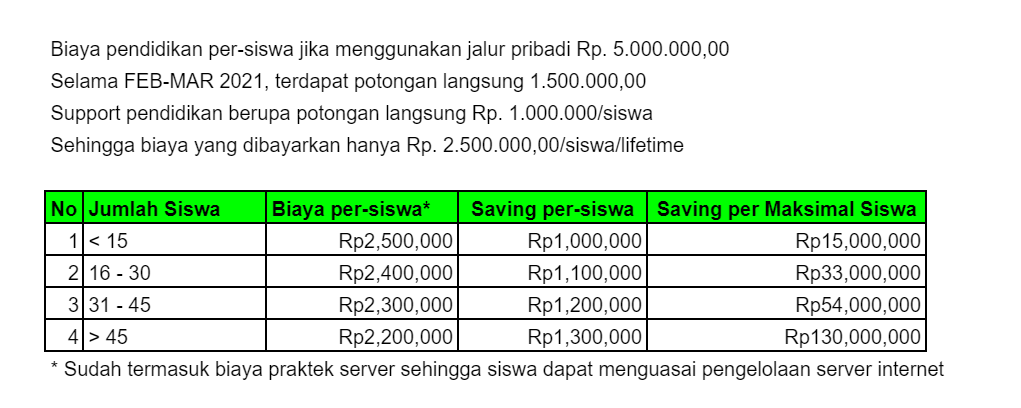 Biaya pendidikan per-siswa jika menggunakan jalur pribadi Rp. 5.000.000,00
Selama FEB-MAR 2021, terdapat potongan langsung 1.500.000,00
Support pendidikan berupa potongan langsung Rp. 1.000.000/siswa
Sehingga biaya yang dibayarkan hanya Rp. 2.500.000,00/siswa/lifetime
No Jumlah Siswa Biaya per-siswa* Saving per-siswa Saving per Maksimal Siswa
1 < 15 Rp2,500,000 Rp1,000,000 Rp15,000,000
2 16 - 30 Rp2,400,000 Rp1,100,000 Rp33,000,000
3 31 - 45 Rp2,300,000 Rp1,200,000 Rp54,000,000
4 > 45 Rp2,200,000 Rp1,300,000 Rp130,000,000
* Sudah termasuk biaya praktek server sehingga siswa dapat menguasai pengelolaan server internet